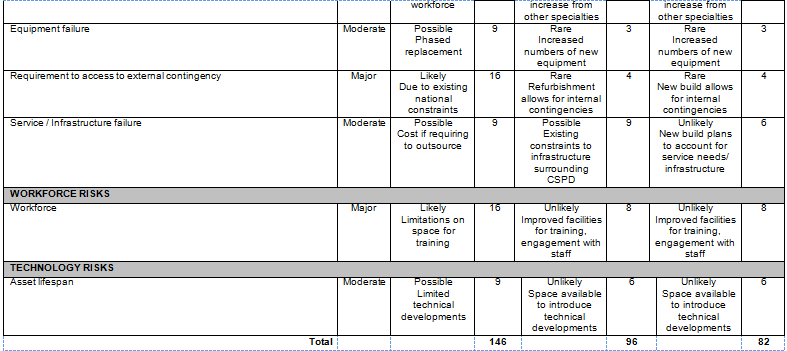 workforce increase from increase from
other specialties other specialties
Equipment failure Moderate Possible 9 Rare 3 Rare 3
Phased Increased Increased
replacement numbers of new numbers of new
equipment equipment
Requirement to access to external contingency Major Likely 16 Rare 4 Rare 4
Due to existing Refurbishment New build allows
national allows for internal for internal
constraints contingencies contingencies
Service / Infrastructure failure Moderate Possible 9 Possible 9 Unlikely 6
Cost if requiring Existing New build plans
to outsource constraints to to account for
infrastructure service needs/
surrounding infrastructure
CSPD
WORKFORCE RISKS
Workforce Major Likely 16 Unlikely 8 Unlikely 8
Limitations on Improved facilities Improved facilities
space for for training, for training,
training engagement with engagement with
staff staff
TECHNOLOGY RISKS
Asset lifespan Moderate Possible 9 Unlikely 6 Unlikely 6
Limited Space available Space available
technical to introduce to introduce
developments technical technical
developments developments
Total 146 96 82